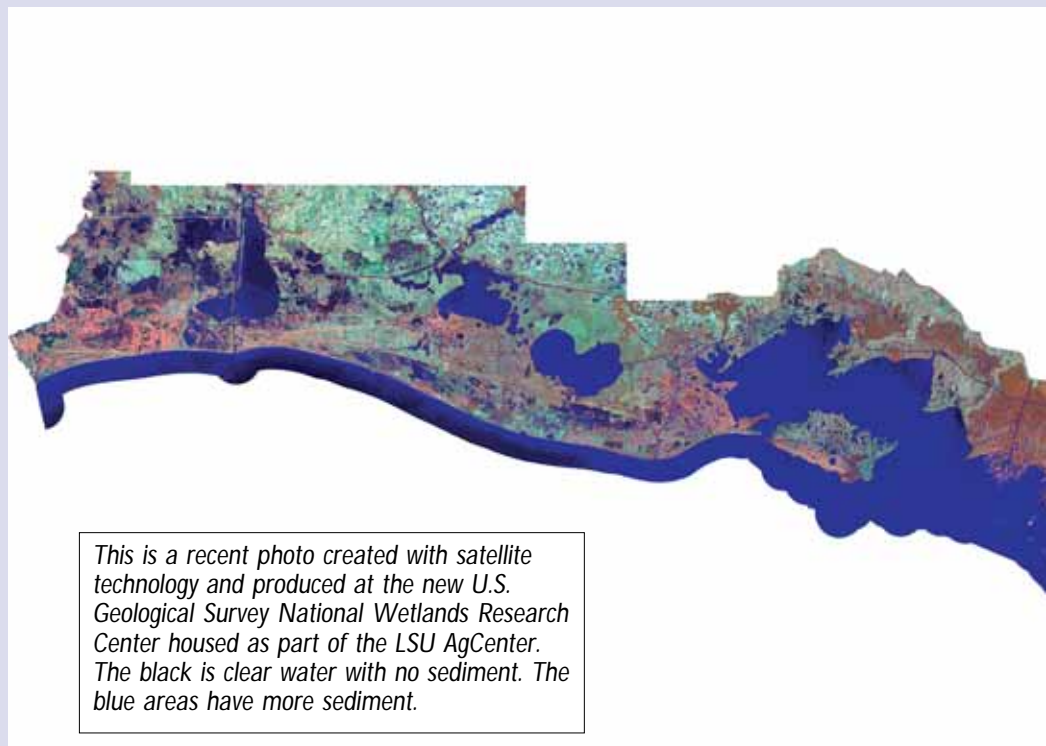 This is a recent photo created with satellite
technology and produced at the new U.S.
Geological Survey National Wetlands Research
Center housed as part of the LSU AgCenter.
The black is clear water with no sediment. The
blue areas have more sediment.